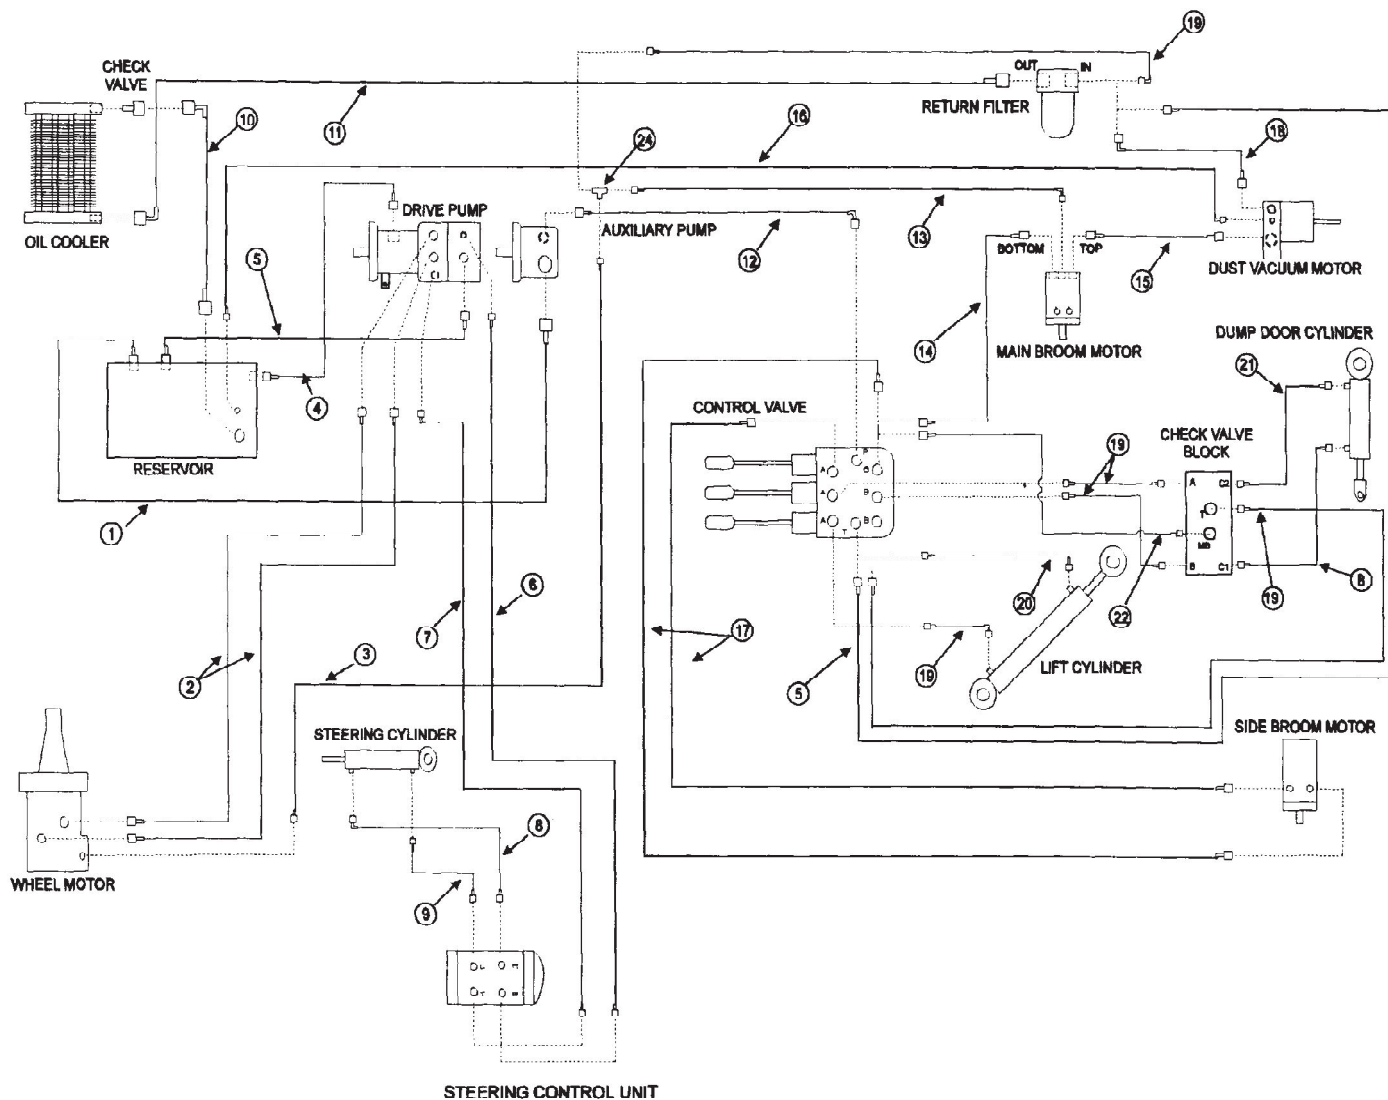 19
CHECK
VALVE
OUT
IN
RETURN FILTER
10
11
16
24
18
OIL COOLER
DRIVE PUMP
AUXILIARY PUMP
5
12
13
BOTTOM
TOP
15
DUST VACUUM MOTOR
14
MAIN BROOM MOTOR
DUMP DOOR CYLINDER
21
4
CONTROL VALVE
CHECK VALVE
BLOCK
RESERVOIR
19
P
A
B
A
B
A
T
B
A
C2
T
B
C1
1
6
7
17
20
22
19
8
2
3
5
19
LIFT CYLINDER
STEERING CYLINDER
SIDE BROOM MOTOR
8
WHEEL MOTOR
9
L
R
T
P
STEERING CONTROL UNIT